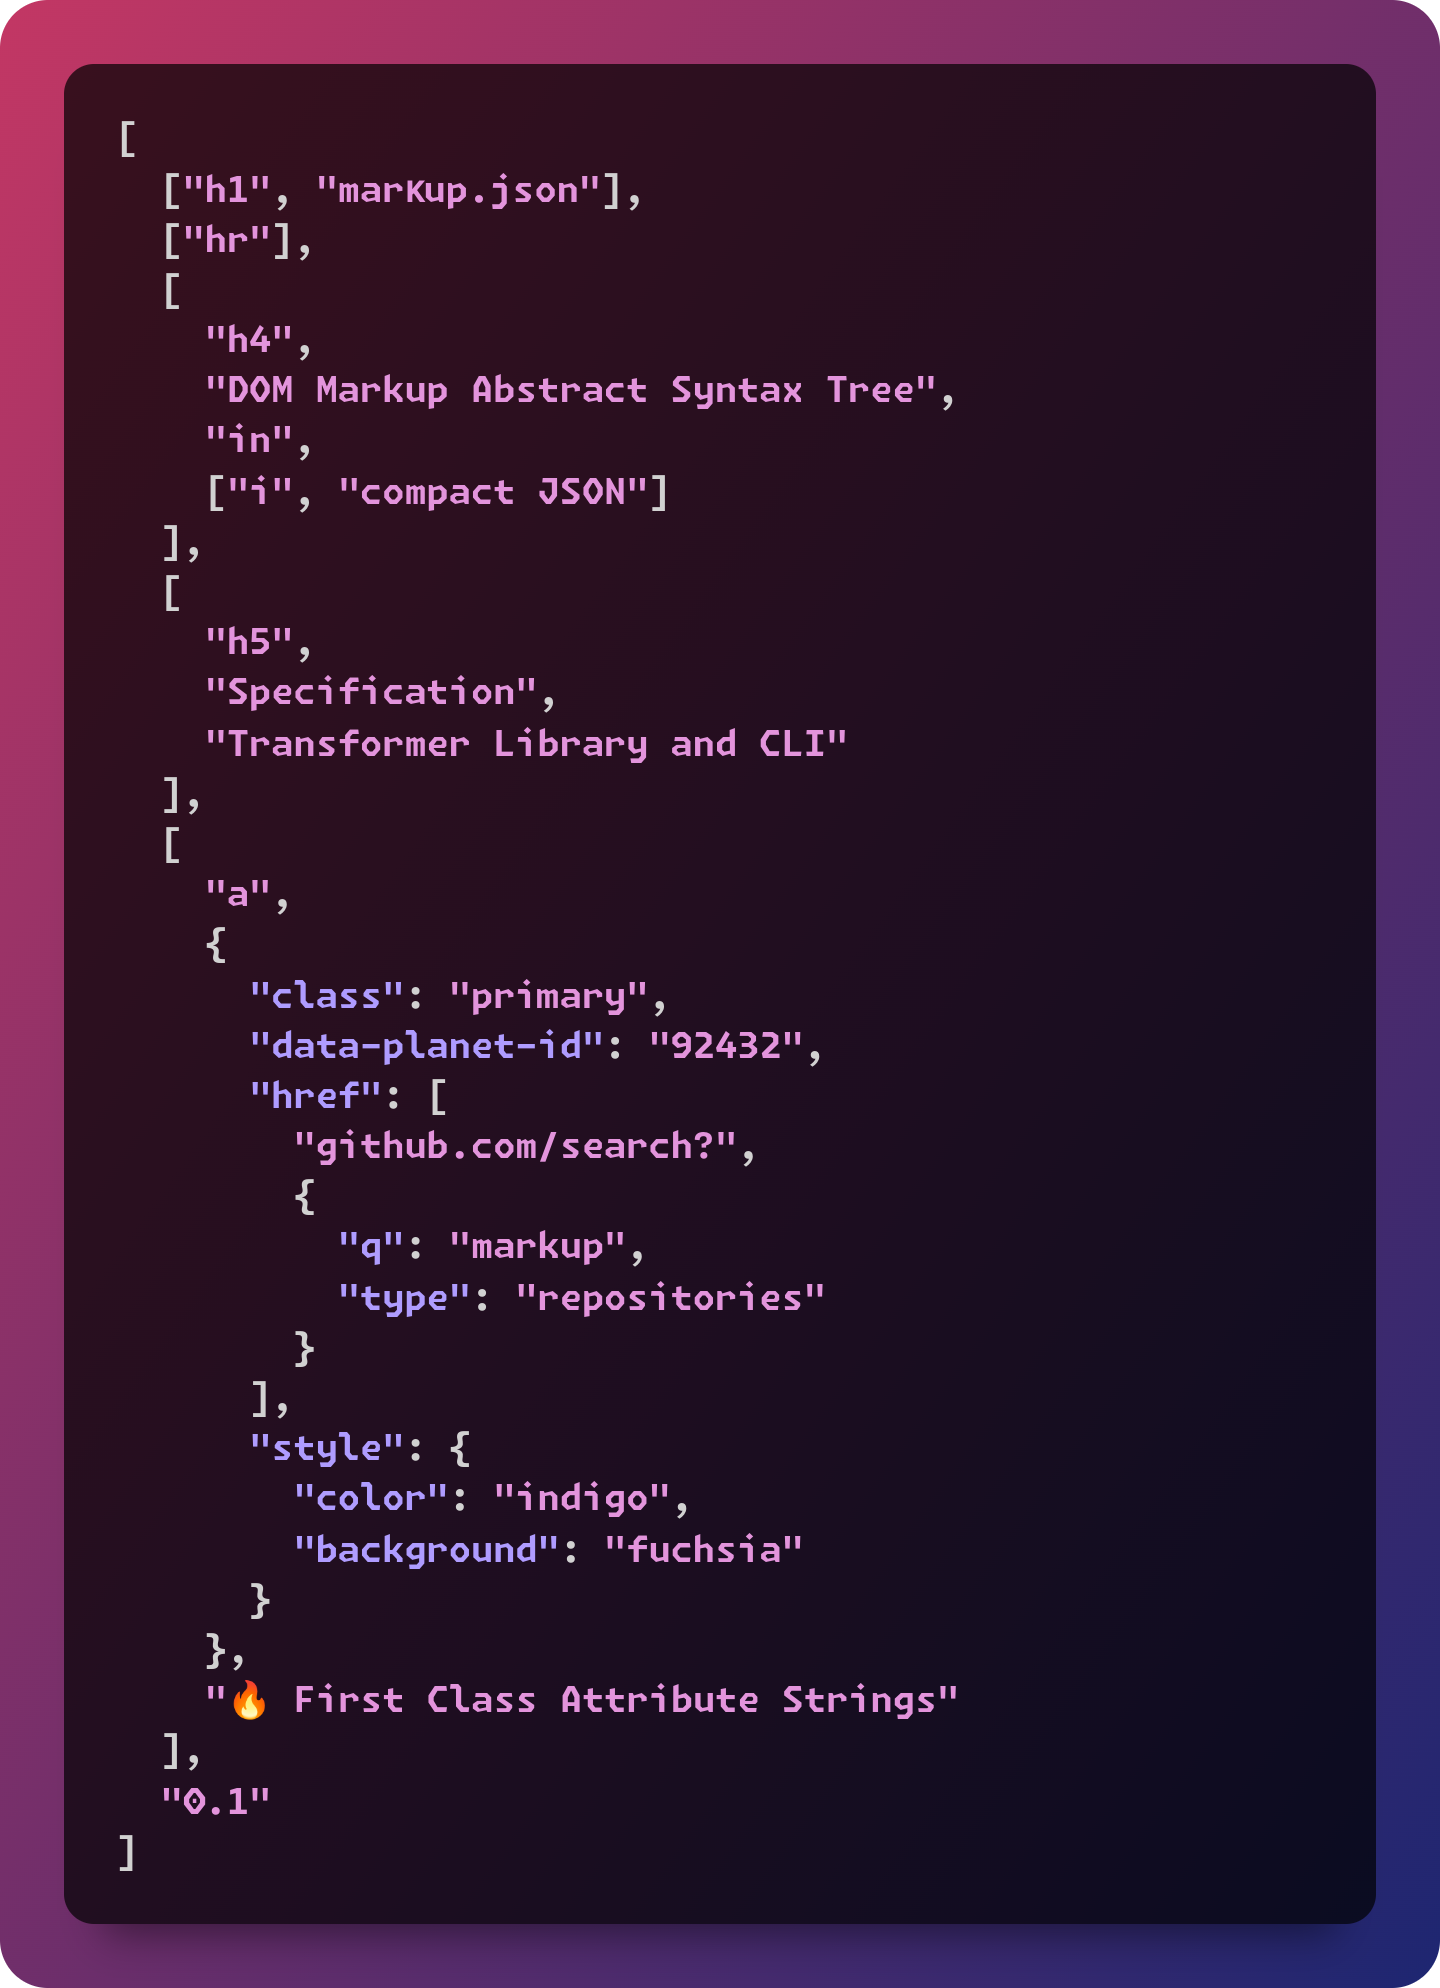 [
  ["h1", "marKup.json"],
  ["hr"],
  [
    "h4",
    "DOM Markup Abstract Syntax Tree",
    "in",
    ["i", "compact JSON"]
  ],
  [
    "h5",
    "Specification",
    "Transformer Library and CLI"
  ],
  [
    "a",
    {
      "class": "primary",
      "data-planet-id": "92432",
      "href": [
        "github.com/search?",
        {
          "q": "markup",
          "type": "repositories"
        }
      ],
      "style": {
        "color": "indigo",
        "background": "fuchsia"
      }
    },
    "🔥 First Class Attribute Strings"
  ],
  "0.1"
]